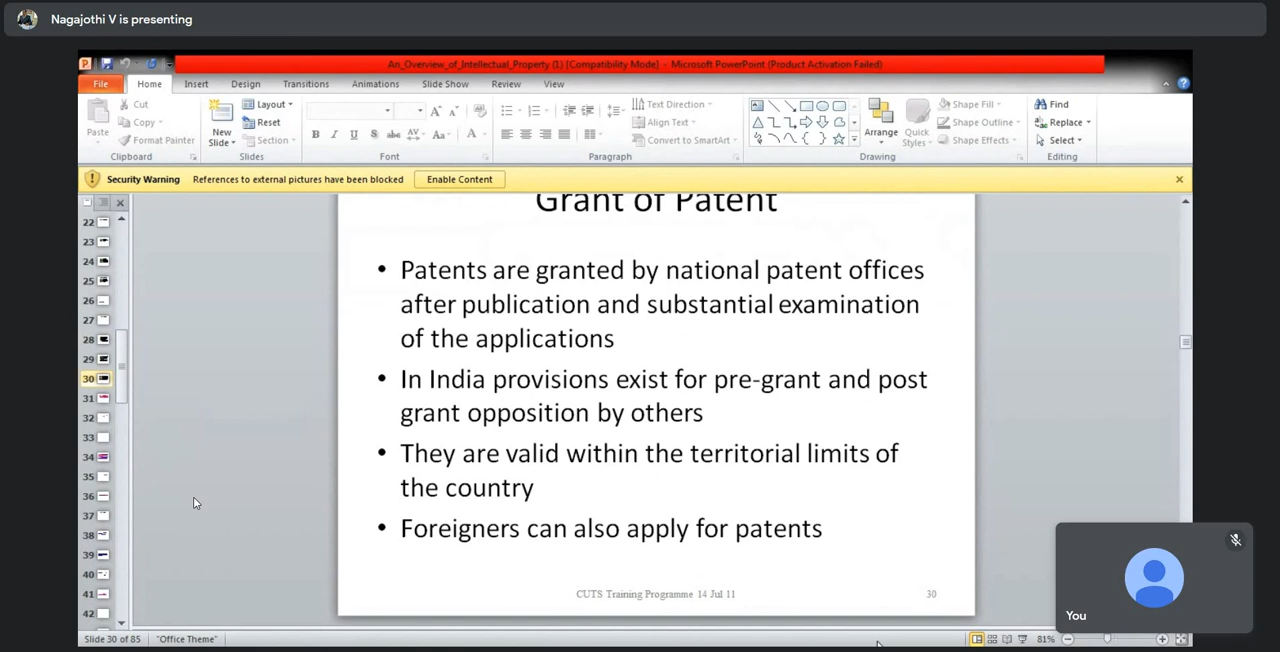 Nagajothi V is presenting
An_Overview_of_Intellectual_Property (1) [Compatibility Mode] - Microsoft PowerPoint (Product Activation Failed)
File Home Insert Design Transitions Animations Slide Show Review View
Paste Cut Copy Format Painter Clipboard
New Slide Layout Reset Section Slides
B I U S abc AV Aa A Font
Text Direction Align Text Convert to SmartArt Paragraph
Arrange Quick Styles Shape Fill Shape Outline Shape Effects Drawing
Find Replace Select Editing
Security Warning References to external pictures have been blocked Enable Content
22
23
24
25
26
27
28
29
30
31
32
33
34
35
36
37
38
39
40
41
42
Grant of Patent
• Patents are granted by national patent offices
after publication and substantial examination
of the applications
• In India provisions exist for pre-grant and post
grant opposition by others
• They are valid within the territorial limits of
the country
• Foreigners can also apply for patents
CUTS Training Programme 14 Jul 11 30
You
Slide 30 of 85 "Office Theme" 81%